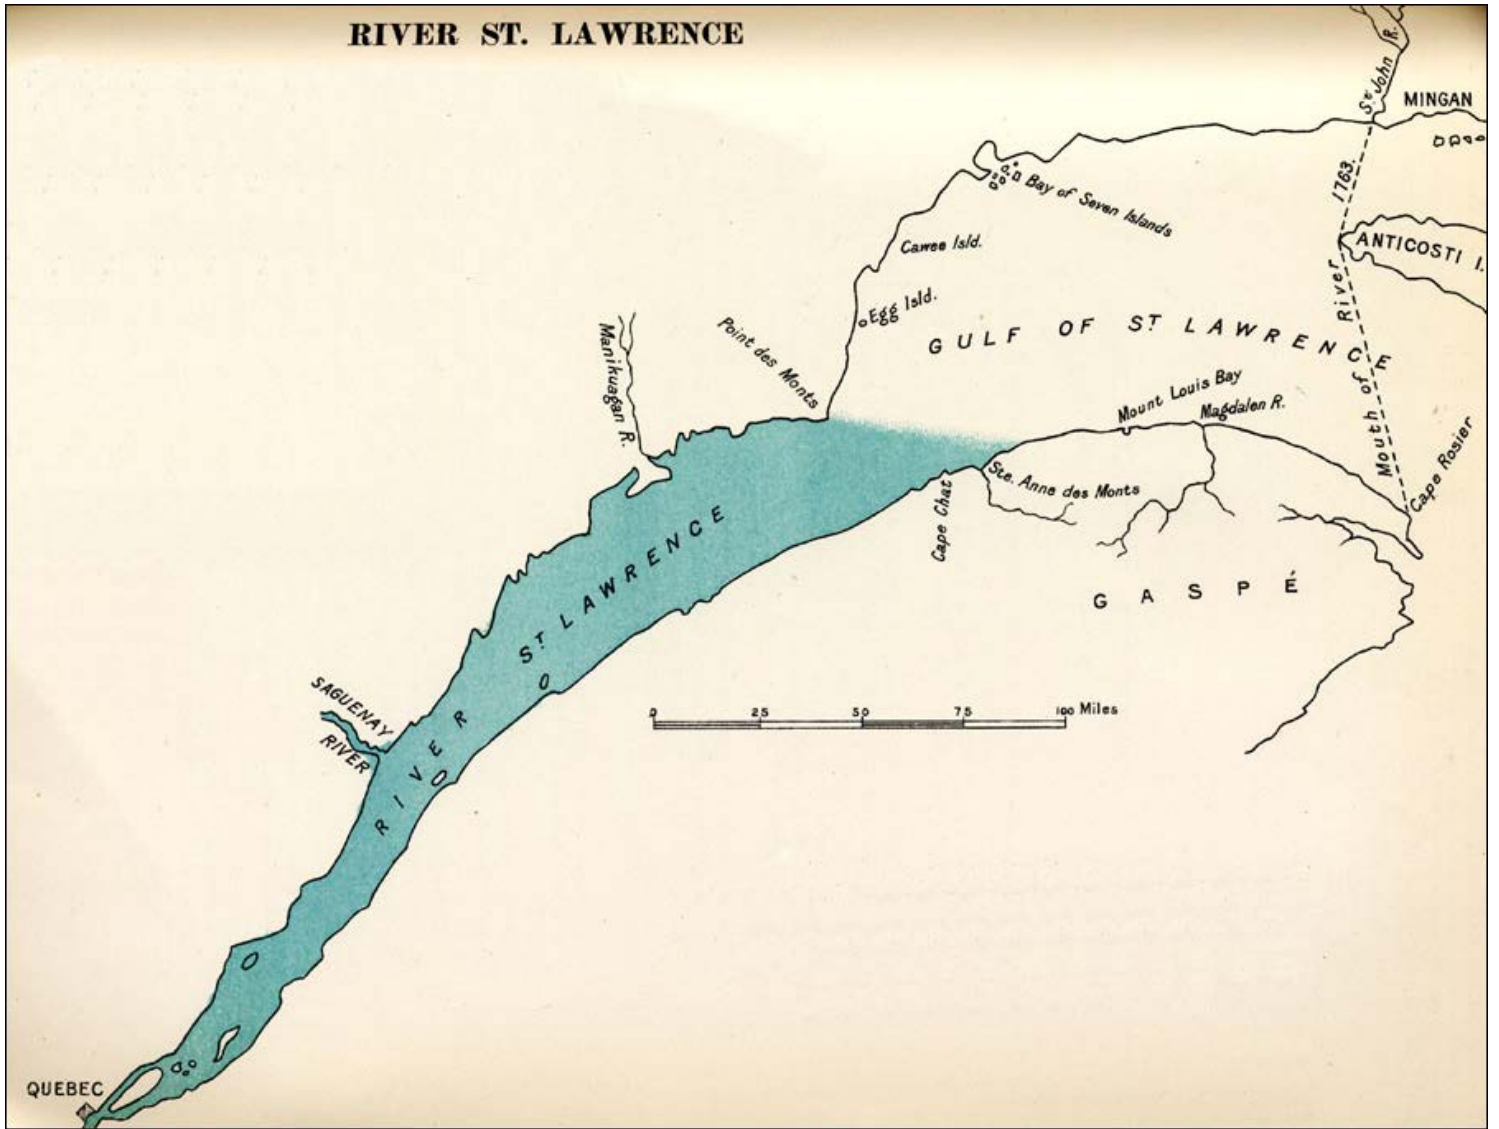 RIVER ST. LAWRENCE
St. John R.
MINGAN
1763.
Bay of Seven Islands
Cawee Isld.
ANTICOSTI I.
Egg Isld.
GULF OF ST LAWRENCE
Mouth of River
Point des Monts
Manikuagan R.
Mount Louis Bay
Magdalen R.
Cape Rosier
Ste. Anne des Monts
Cape Chat
GASPÉ
RIVER ST LAWRENCE
SAGUENAY
RIVER
0 25 50 75 100 Miles
QUEBEC